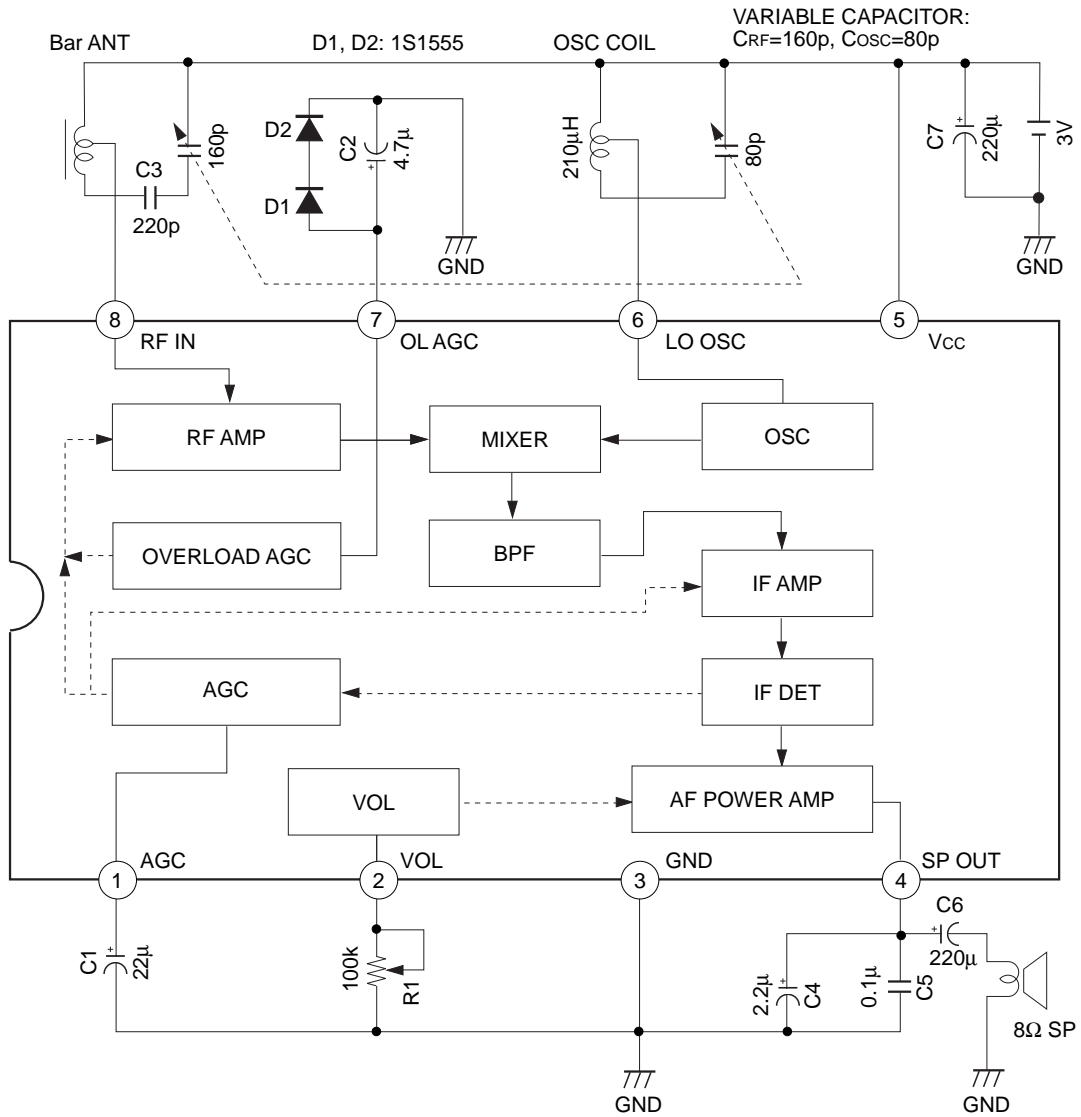 VARIABLE CAPACITOR:
CRF=160p, COSC=80p
Bar ANT
D1, D2: 1S1555
OSC COIL
D2
C2
4.7μ
+
160p
C3
220p
D1
210μH
80p
C7
+
220μ
3V
GND
GND
8
RF IN
7
OL AGC
6
LO OSC
5
VCC
RF AMP
MIXER
OSC
OVERLOAD AGC
BPF
IF AMP
AGC
IF DET
VOL
AF POWER AMP
1
AGC
2
VOL
3
GND
4
SP OUT
C1
+
22μ
100k
R1
2.2μ
+
C4
0.1μ
C5
C6
+
220μ
8Ω SP
GND
GND